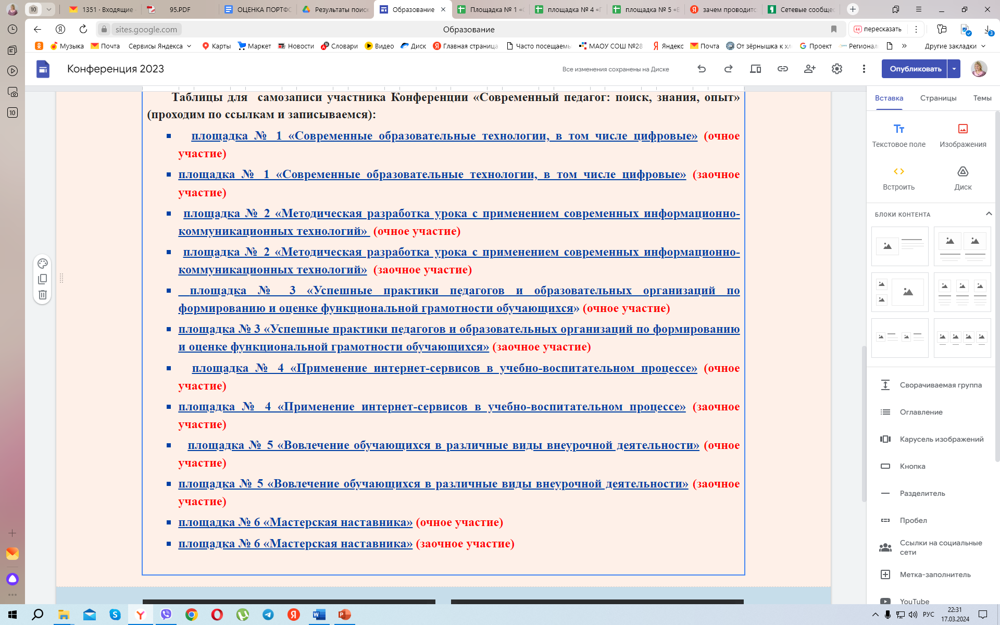 10
1351 · Входящие
95.PDF
ОЦЕНКА ПОРТФО
Результаты поиск
Образование
Площадка № 1 «
площадка № 4 «
площадка № 5 «
зачем проводитс
Сетевые сообщес
sites.google.com
Образование
пересказать
3
Музыка
Почта
Сервисы Яндекса
Карты
Маркет
Новости
Словари
Видео
Диск
Главная страница
Часто посещаемы
МАОУ СОШ №28
Яндекс
Почта
От зёрнышка к хл
Проект
Регионал
Другие закладки
10
Конференция 2023
Все изменения сохранены на Диске
Опубликовать
Таблицы для самозаписи участника Конференции «Современный педагог: поиск, знания, опыт»
(проходим по ссылкам и записываемся):
площадка № 1 «Современные образовательные технологии, в том числе цифровые» (очное
участие)
площадка № 1 «Современные образовательные технологии, в том числе цифровые» (заочное
участие)
площадка № 2 «Методическая разработка урока с применением современных информационно-
коммуникационных технологий» (очное участие)
площадка № 2 «Методическая разработка урока с применением современных информационно-
коммуникационных технологий» (заочное участие)
площадка № 3 «Успешные практики педагогов и образовательных организаций по
формированию и оценке функциональной грамотности обучающихся» (очное участие)
площадка № 3 «Успешные практики педагогов и образовательных организаций по формированию
и оценке функциональной грамотности обучающихся» (заочное участие)
площадка № 4 «Применение интернет-сервисов в учебно-воспитательном процессе» (очное
участие)
площадка № 4 «Применение интернет-сервисов в учебно-воспитательном процессе» (заочное
участие)
площадка № 5 «Вовлечение обучающихся в различные виды внеурочной деятельности» (очное
участие)
площадка № 5 «Вовлечение обучающихся в различные виды внеурочной деятельности» (заочное
участие)
площадка № 6 «Мастерская наставника» (очное участие)
площадка № 6 «Мастерская наставника» (заочное участие)
Вставка
Страницы
Темы
Текстовое поле
Изображения
Встроить
Диск
БЛОКИ КОНТЕНТА
Сворачиваемая группа
Оглавление
Карусель изображений
Кнопка
Разделитель
Пробел
Ссылки на социальные
сети
Метка-заполнитель
YouTube
РУС
22:31
17.03.2024